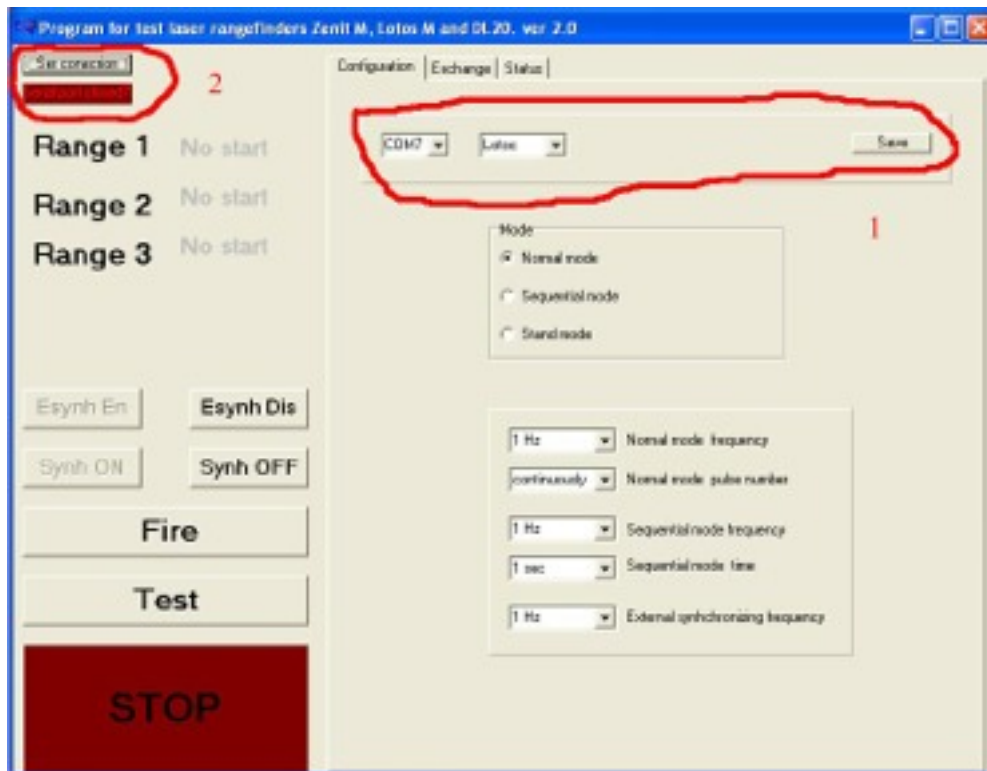 Program for test laser rangefinders Zenit M, Lotos M and DL20. ver 2.0
Set conection
2
Configuration Exchange Status
COM7 Lotos Save
1
Range 1 No start
Range 2 No start
Range 3 No start
Mode
Normal mode
Sequential mode
Stand mode
Esynh En Esynh Dis
Synh ON Synh OFF
Fire
Test
STOP
1 Hz Normal mode frequency
continuously Normal mode pulse number
1 Hz Sequential mode frequency
1 sec Sequential mode time
1 Hz External synhchronizing frequency